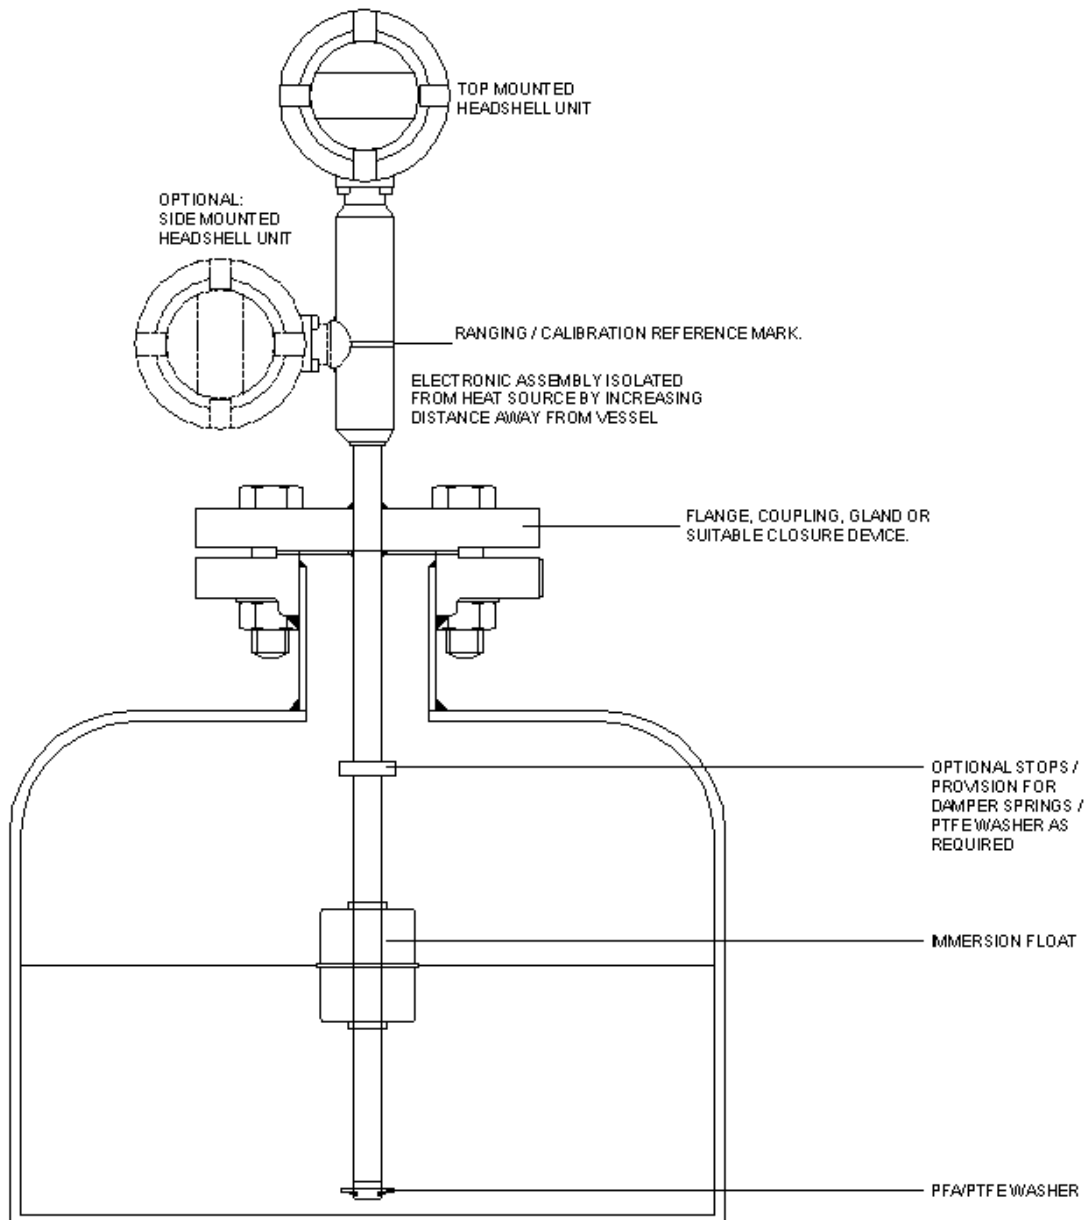 TOP MOUNTED
HEADSHELL UNIT
OPTIONAL:
SIDE MOUNTED
HEADSHELL UNIT
RANGING / CALIBRATION REFERENCE MARK.
ELECTRONIC ASSEMBLY ISOLATED
FROM HEAT SOURCE BY INCREASING
DISTANCE AWAY FROM VESSEL
FLANGE, COUPLING, GLAND OR
SUITABLE CLOSURE DEVICE.
OPTIONAL STOPS /
PROVISION FOR
DAMPER SPRINGS /
PTFE WASHER AS
REQUIRED
IMMERSION FLOAT
PFA/PTFE WASHER